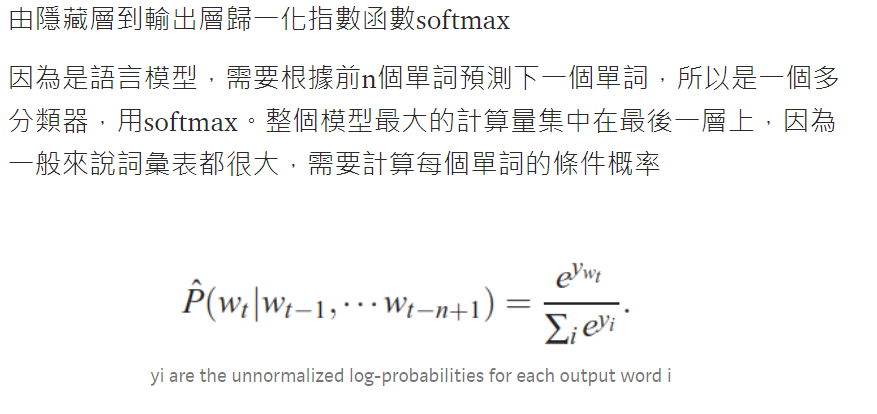 由隱藏層到輸出層歸一化指數函數softmax
因為是語言模型，需要根據前n個單詞預測下一個單詞，所以是一個多
分類器，用softmax。整個模型最大的計算量集中在最後一層上，因為
一般來說詞彙表都很大，需要計算每個單詞的條件概率
P̂(w_t|w_{t−1},⋯w_{t−n+1}) = e^{y_{w_t}} / ∑_i e^{y_i}.
yi are the unnormalized log-probabilities for each output word i